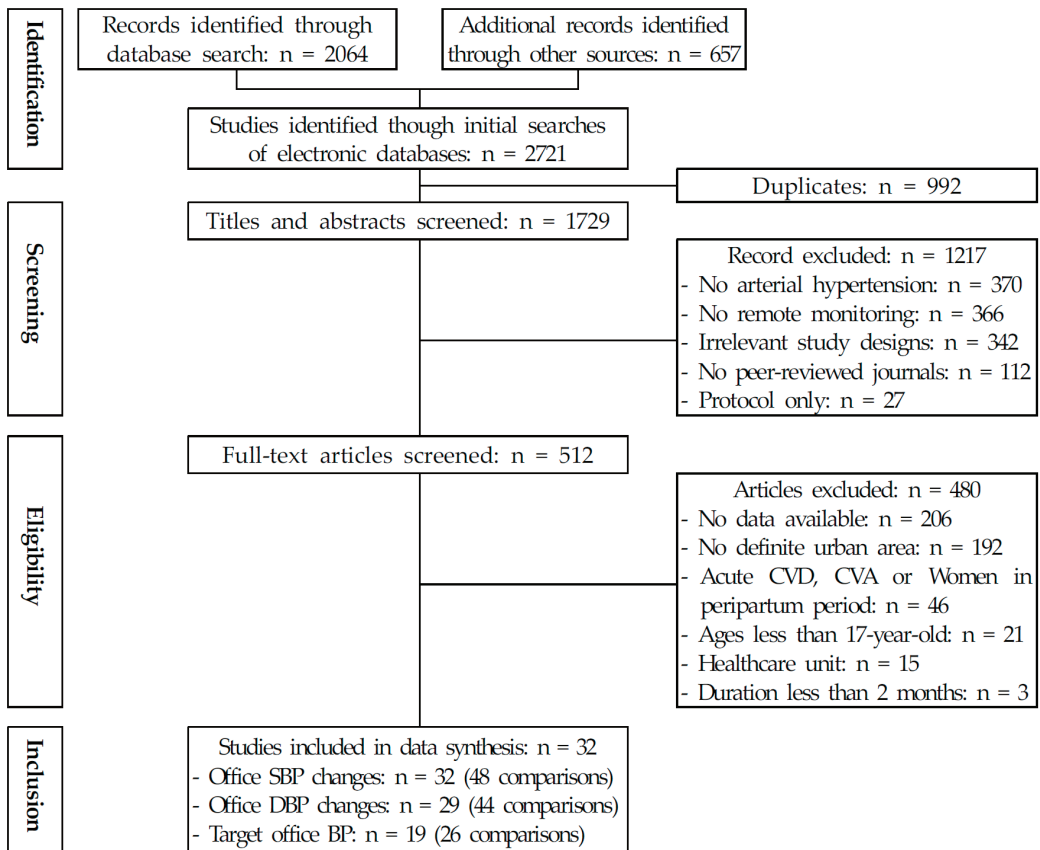 Identification
Records identified through
database search: n = 2064
Additional records identified
through other sources: n = 657
Studies identified though initial searches
of electronic databases: n = 2721
Duplicates: n = 992
Screening
Titles and abstracts screened: n = 1729
Record excluded: n = 1217
- No arterial hypertension: n = 370
- No remote monitoring: n = 366
- Irrelevant study designs: n = 342
- No peer-reviewed journals: n = 112
- Protocol only: n = 27
Eligibility
Full-text articles screened: n = 512
Articles excluded: n = 480
- No data available: n = 206
- No definite urban area: n = 192
- Acute CVD, CVA or Women in
peripartum period: n = 46
- Ages less than 17-year-old: n = 21
- Healthcare unit: n = 15
- Duration less than 2 months: n = 3
Inclusion
Studies included in data synthesis: n = 32
- Office SBP changes: n = 32 (48 comparisons)
- Office DBP changes: n = 29 (44 comparisons)
- Target office BP: n = 19 (26 comparisons)